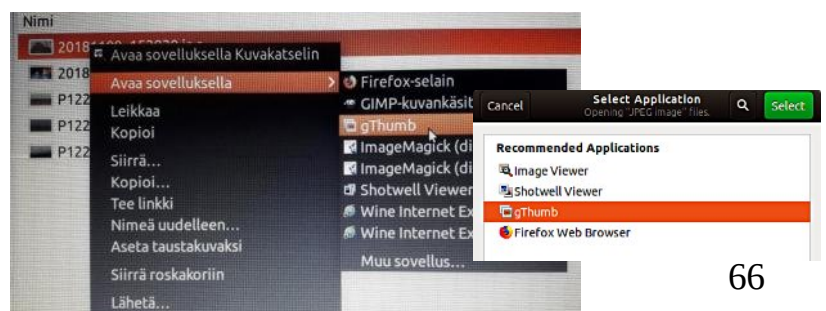 Nimi
2018
Avaa sovelluksella Kuvakatselin
2018
Avaa sovelluksella
P122
Leikkaa
P122
Kopioi
P122
Siirrä...
Kopioi...
Tee linkki
Nimeä uudelleen...
Aseta taustakuvaksi
Siirrä roskakoriin
Lähetä...
Firefox-selain
GIMP-kuvankäsit
gThumb
ImageMagick (di
ImageMagick (di
Shotwell Viewer
Wine Internet Ex
Wine Internet Ex
Muu sovellus...
Cancel
Select Application
Opening "JPEG image" files.
Select
Recommended Applications
Image Viewer
Shotwell Viewer
gThumb
Firefox Web Browser
66